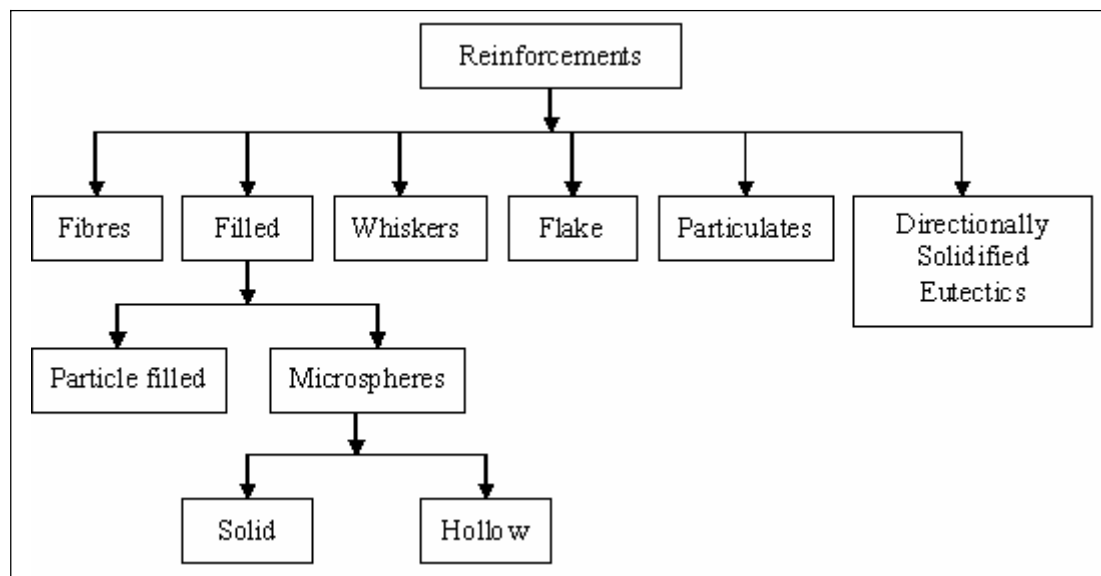 Reinforcements
Fibres
Filled
Whiskers
Flake
Particulates
Directionally
Solidified
Eutectics
Particle filled
Microspheres
Solid
Hollow